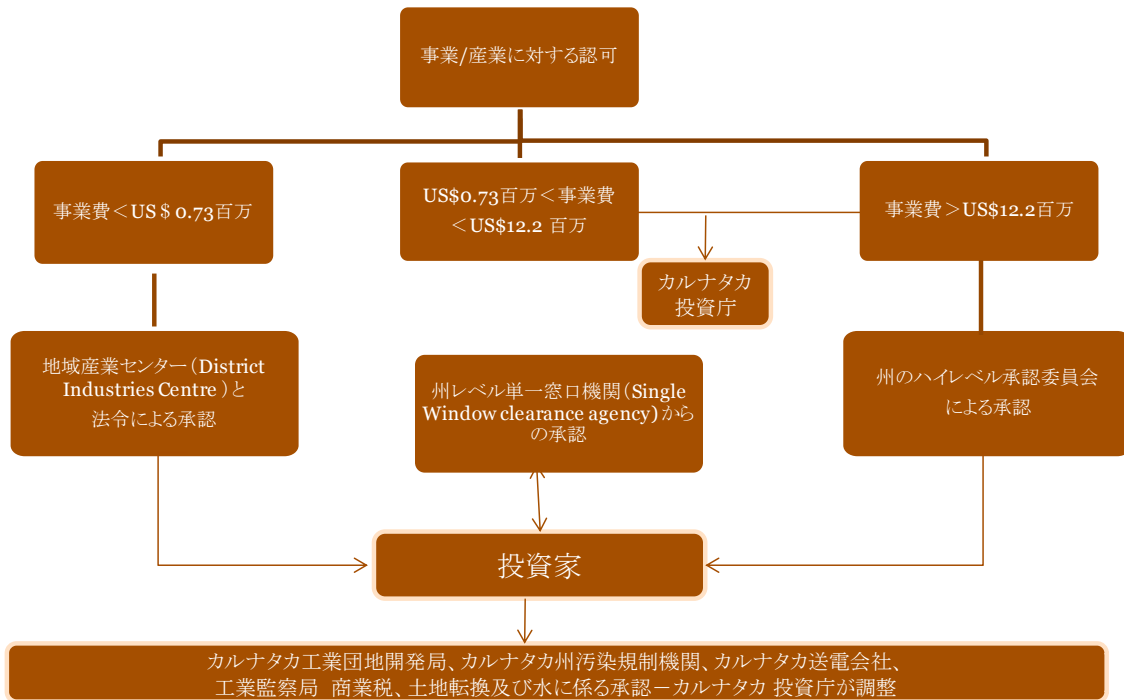 事業/産業に対する認可
事業費＜US＄0.73百万
US$0.73百万＜事業費
＜US$12.2 百万
事業費＞US$12.2百万
カルナタカ
投資庁
地域産業センター（District
Industries Centre ）と
法令による承認
州レベル単一窓口機関（Single
Window clearance agency）から
の承認
州のハイレベル承認委員会
による承認
投資家
カルナタカ工業団地開発局、カルナタカ州汚染規制機関、カルナタカ送電会社、
工業監察局 商業税、土地転換及び水に係る承認－カルナタカ 投資庁が調整